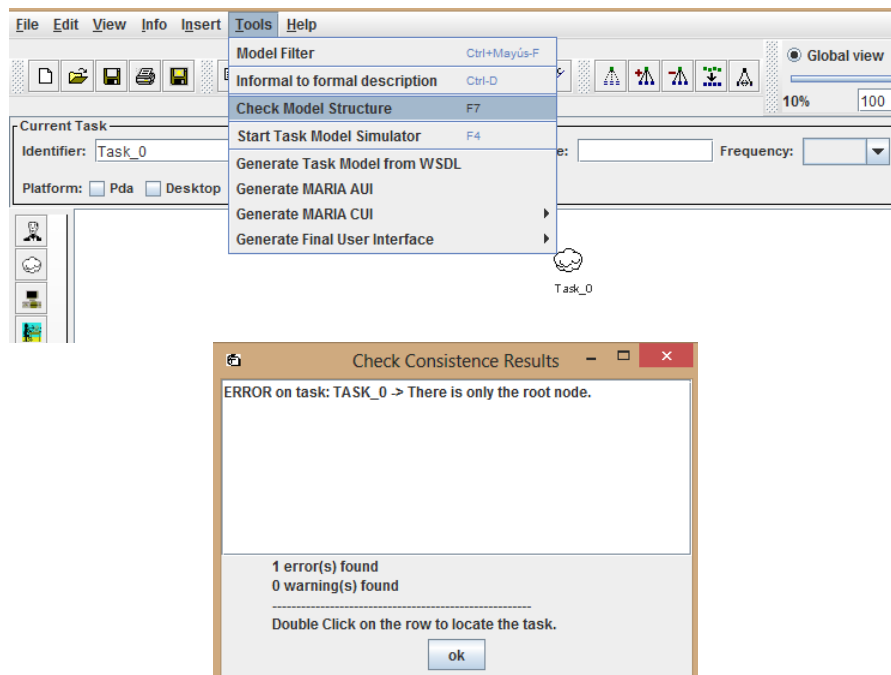 File Edit View Info Insert Tools Help
Model Filter Ctrl+Mayús-F
Informal to formal description Ctrl-D
Check Model Structure F7
Start Task Model Simulator F4
Generate Task Model from WSDL
Generate MARIA AUI
Generate MARIA CUI
Generate Final User Interface
Global view
10% 100
Current Task
Identifier: Task_0 e: Frequency:
Platform: Pda Desktop
Task_0
Check Consistence Results
ERROR on task: TASK_0 -> There is only the root node.
1 error(s) found
0 warning(s) found
------------------------------------------------------
Double Click on the row to locate the task.
ok